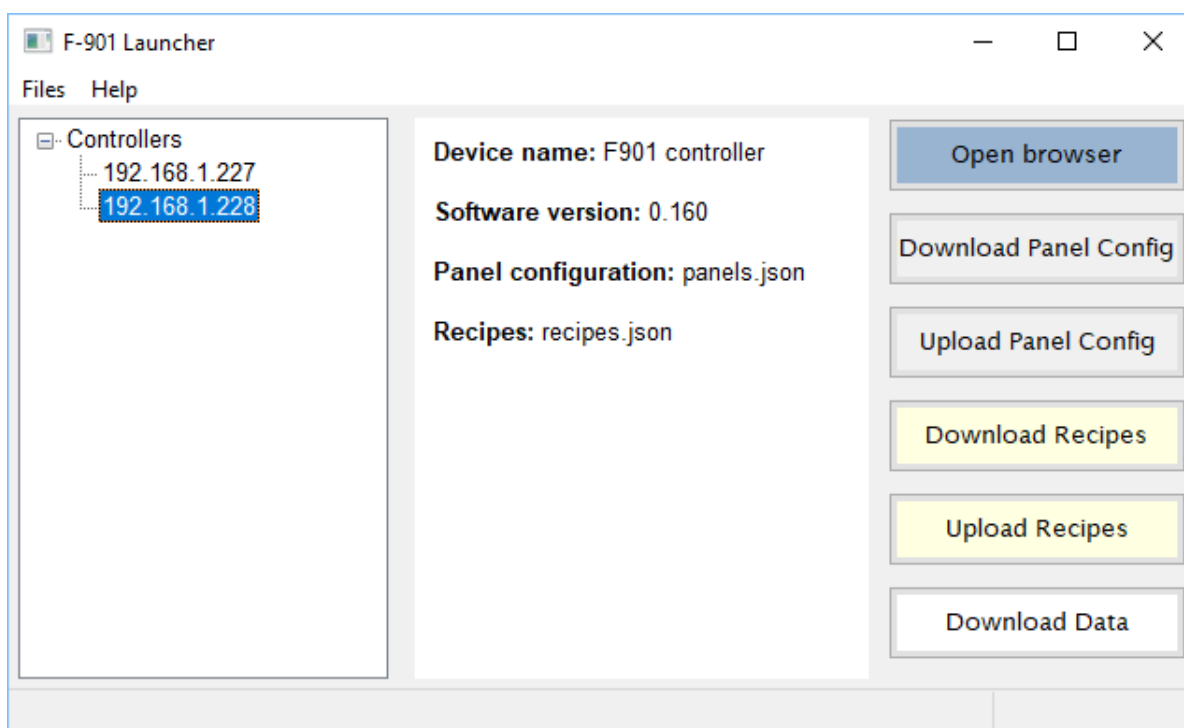 F-901 Launcher
Files Help
Controllers
192.168.1.227
192.168.1.228
Device name: F901 controller
Software version: 0.160
Panel configuration: panels.json
Recipes: recipes.json
Open browser
Download Panel Config
Upload Panel Config
Download Recipes
Upload Recipes
Download Data